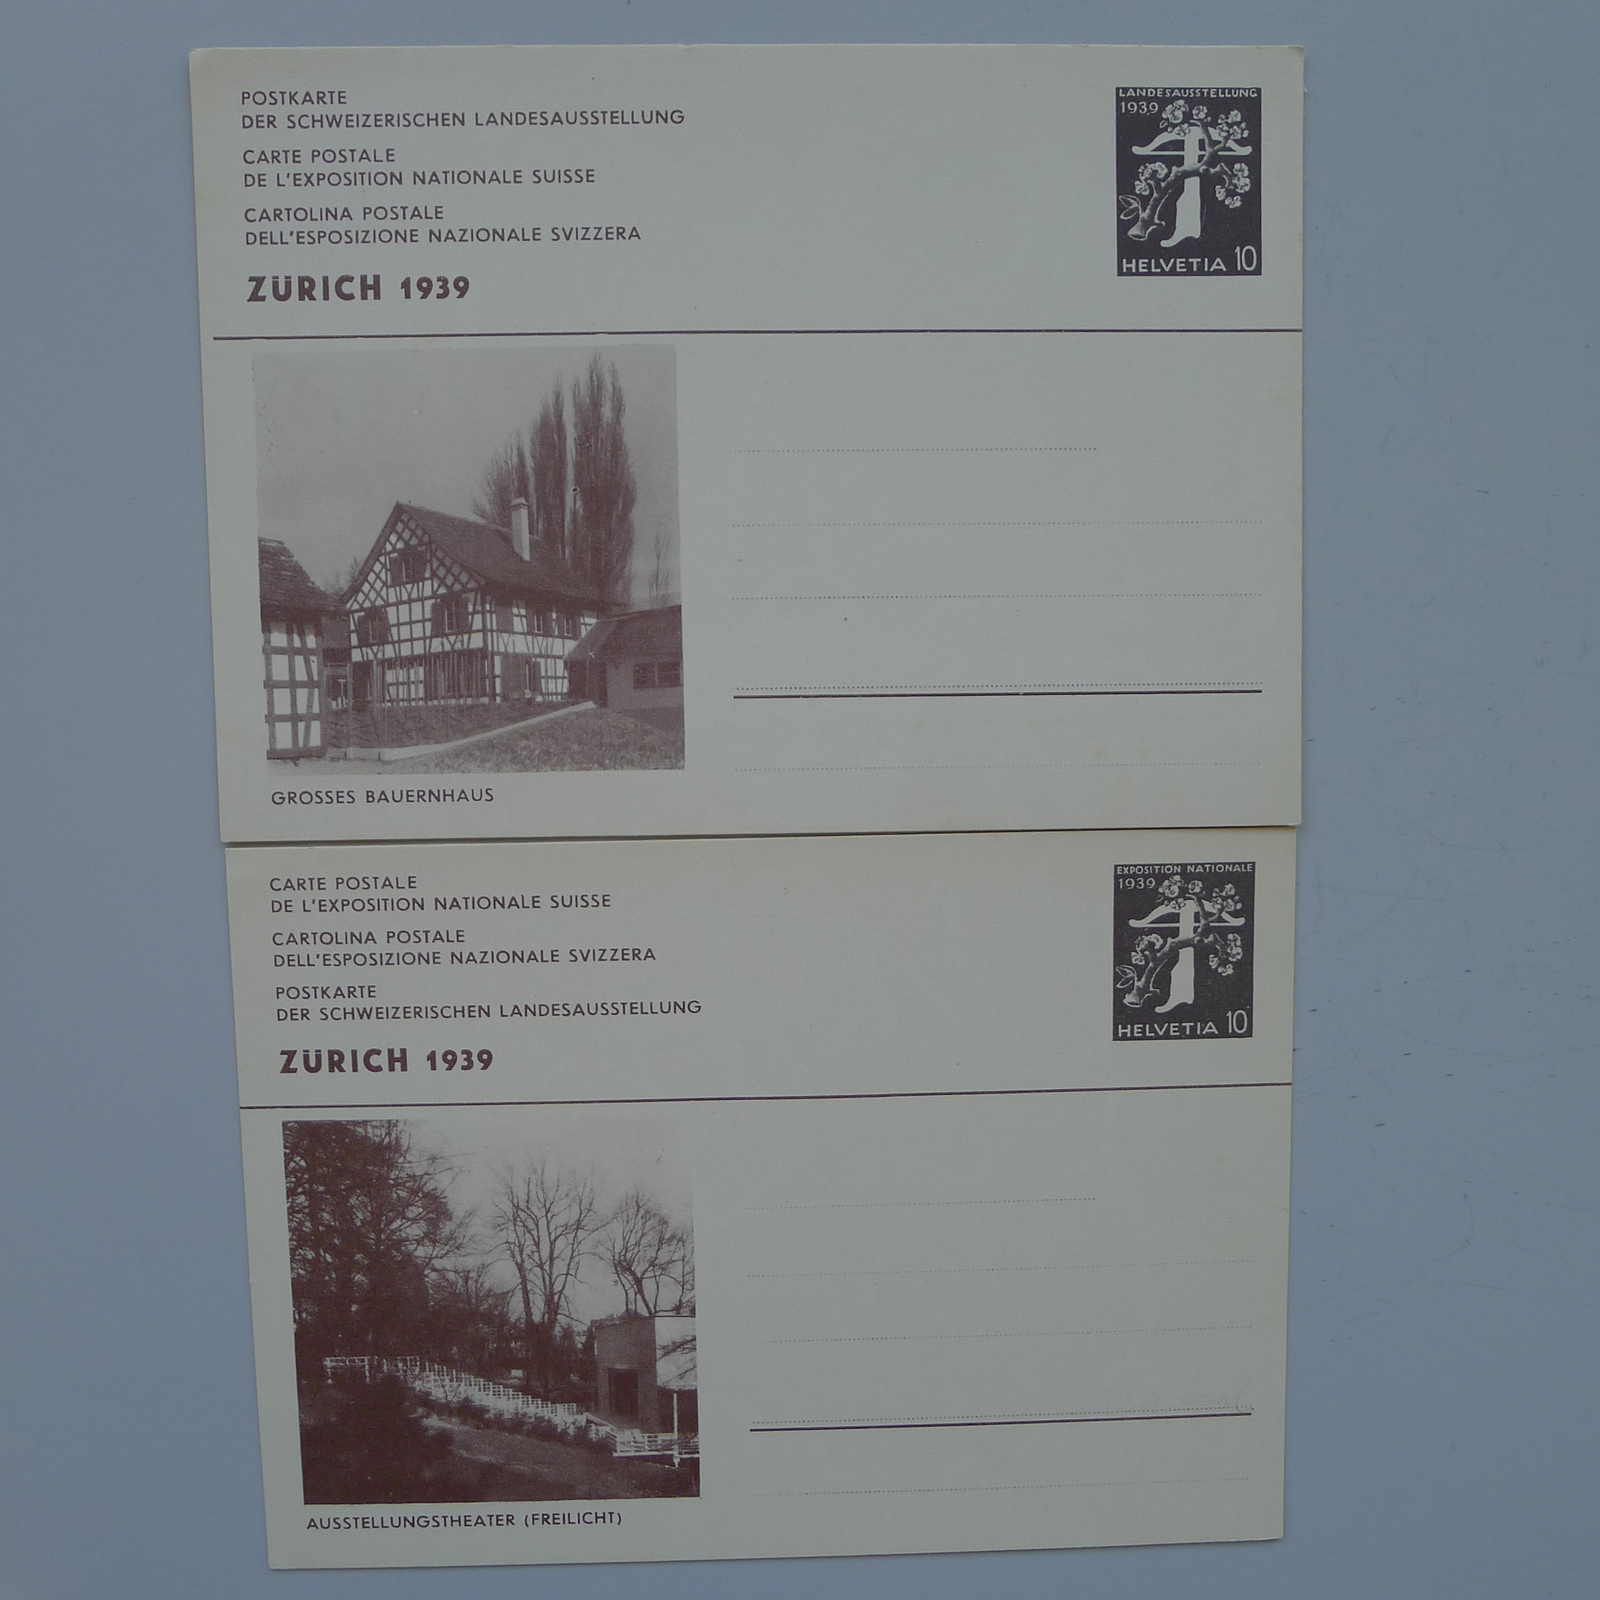 POSTKARTE
DER SCHWEIZERISCHEN LANDESAUSSTELLUNG
CARTE POSTALE
DE L'EXPOSITION NATIONALE SUISSE
CARTOLINA POSTALE
DELL'ESPOSIZIONE NAZIONALE SVIZZERA
ZÜRICH 1939
LANDESAUSSTELLUNG
1939
HELVETIA 10
GROSSES BAUERNHAUS
CARTE POSTALE
DE L'EXPOSITION NATIONALE SUISSE
CARTOLINA POSTALE
DELL'ESPOSIZIONE NAZIONALE SVIZZERA
POSTKARTE
DER SCHWEIZERISCHEN LANDESAUSSTELLUNG
ZÜRICH 1939
EXPOSITION NATIONALE
1939
HELVETIA 10
AUSSTELLUNGSTHEATER (FREILICHT)